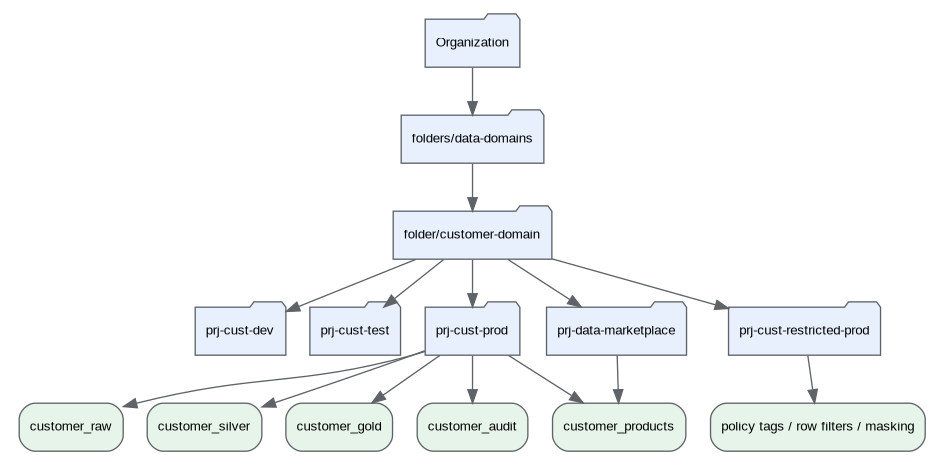 Organization
folders/data-domains
folder/customer-domain
prj-cust-dev
prj-cust-test
prj-cust-prod
prj-data-marketplace
prj-cust-restricted-prod
customer_raw
customer_silver
customer_gold
customer_audit
customer_products
policy tags / row filters / masking